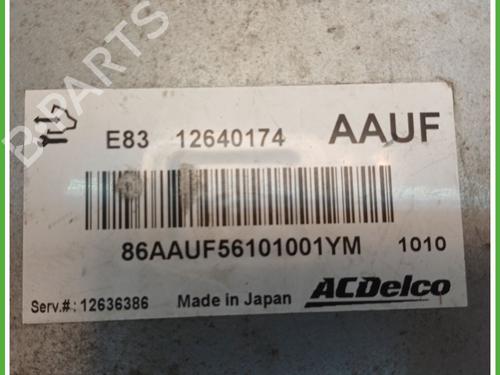 B-PARTS
E83 12640174 AAUF
86AAUF56101001YM 1010
Serv.#: 12636386 Made in Japan ACDelco